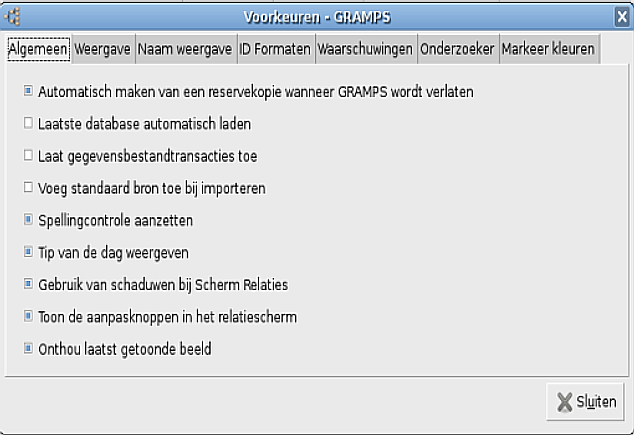 Voorkeuren - GRAMPS
Algemeen Weergave Naam weergave ID Formaten Waarschuwingen Onderzoeker Markeer kleuren
Automatisch maken van een reservekopie wanneer GRAMPS wordt verlaten
Laatste database automatisch laden
Laat gegevensbestandtransacties toe
Voeg standaard bron toe bij importeren
Spellingcontrole aanzetten
Tip van de dag weergeven
Gebruik van schaduwen bij Scherm Relaties
Toon de aanpasknoppen in het relatiescherm
Onthou laatst getoonde beeld
Sluiten